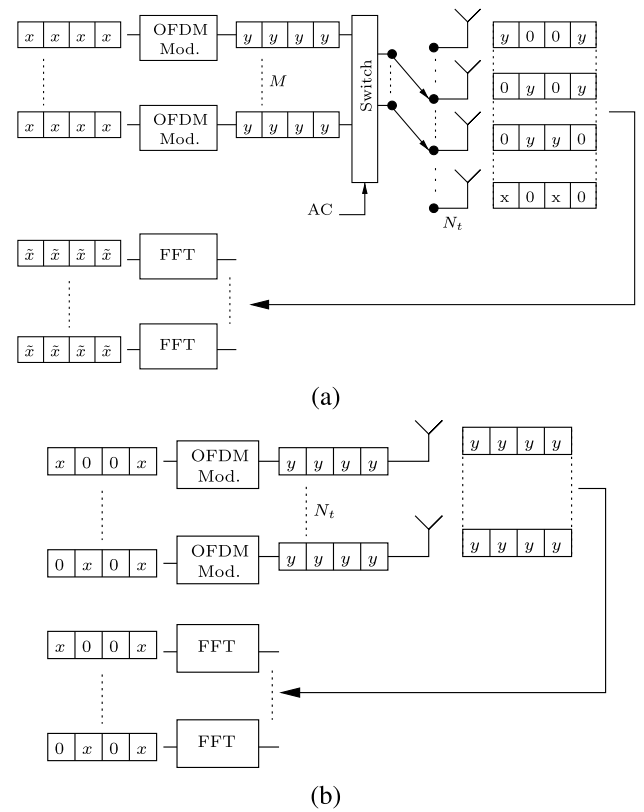 x x x x OFDM Mod. y y y y
M
x x x x OFDM Mod. y y y y
Switch
AC
N_t
y 0 0 y
0 y 0 y
0 y y 0
x 0 x 0
x̃ x̃ x̃ x̃ FFT
x̃ x̃ x̃ x̃ FFT
(a)
x 0 0 x OFDM Mod. y y y y
y y y y
N_t
0 x 0 x OFDM Mod. y y y y
y y y y
x 0 0 x FFT
0 x 0 x FFT
(b)